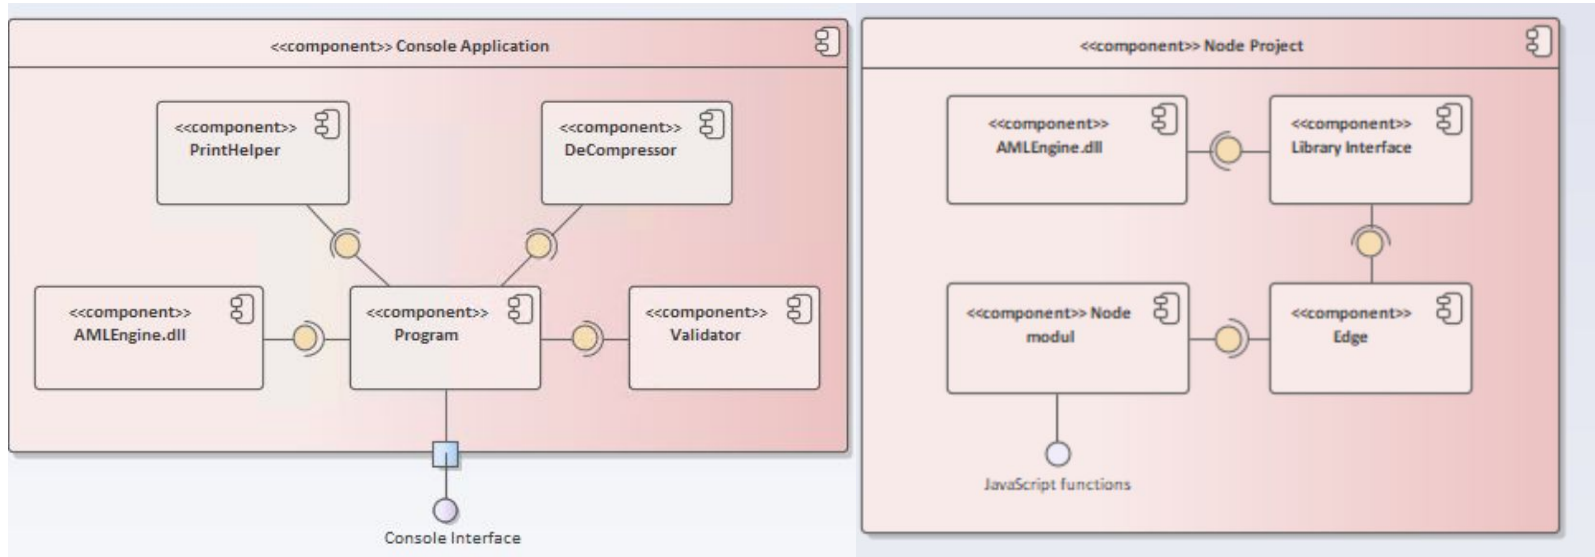 <<component>> Console Application
<<component>>
PrintHelper
<<component>>
DeCompressor
<<component>>
AMLEngine.dll
<<component>>
Program
<<component>>
Validator
Console Interface
<<component>> Node Project
<<component>>
AMLEngine.dll
<<component>>
Library Interface
<<component>> Node
modul
<<component>>
Edge
JavaScript functions